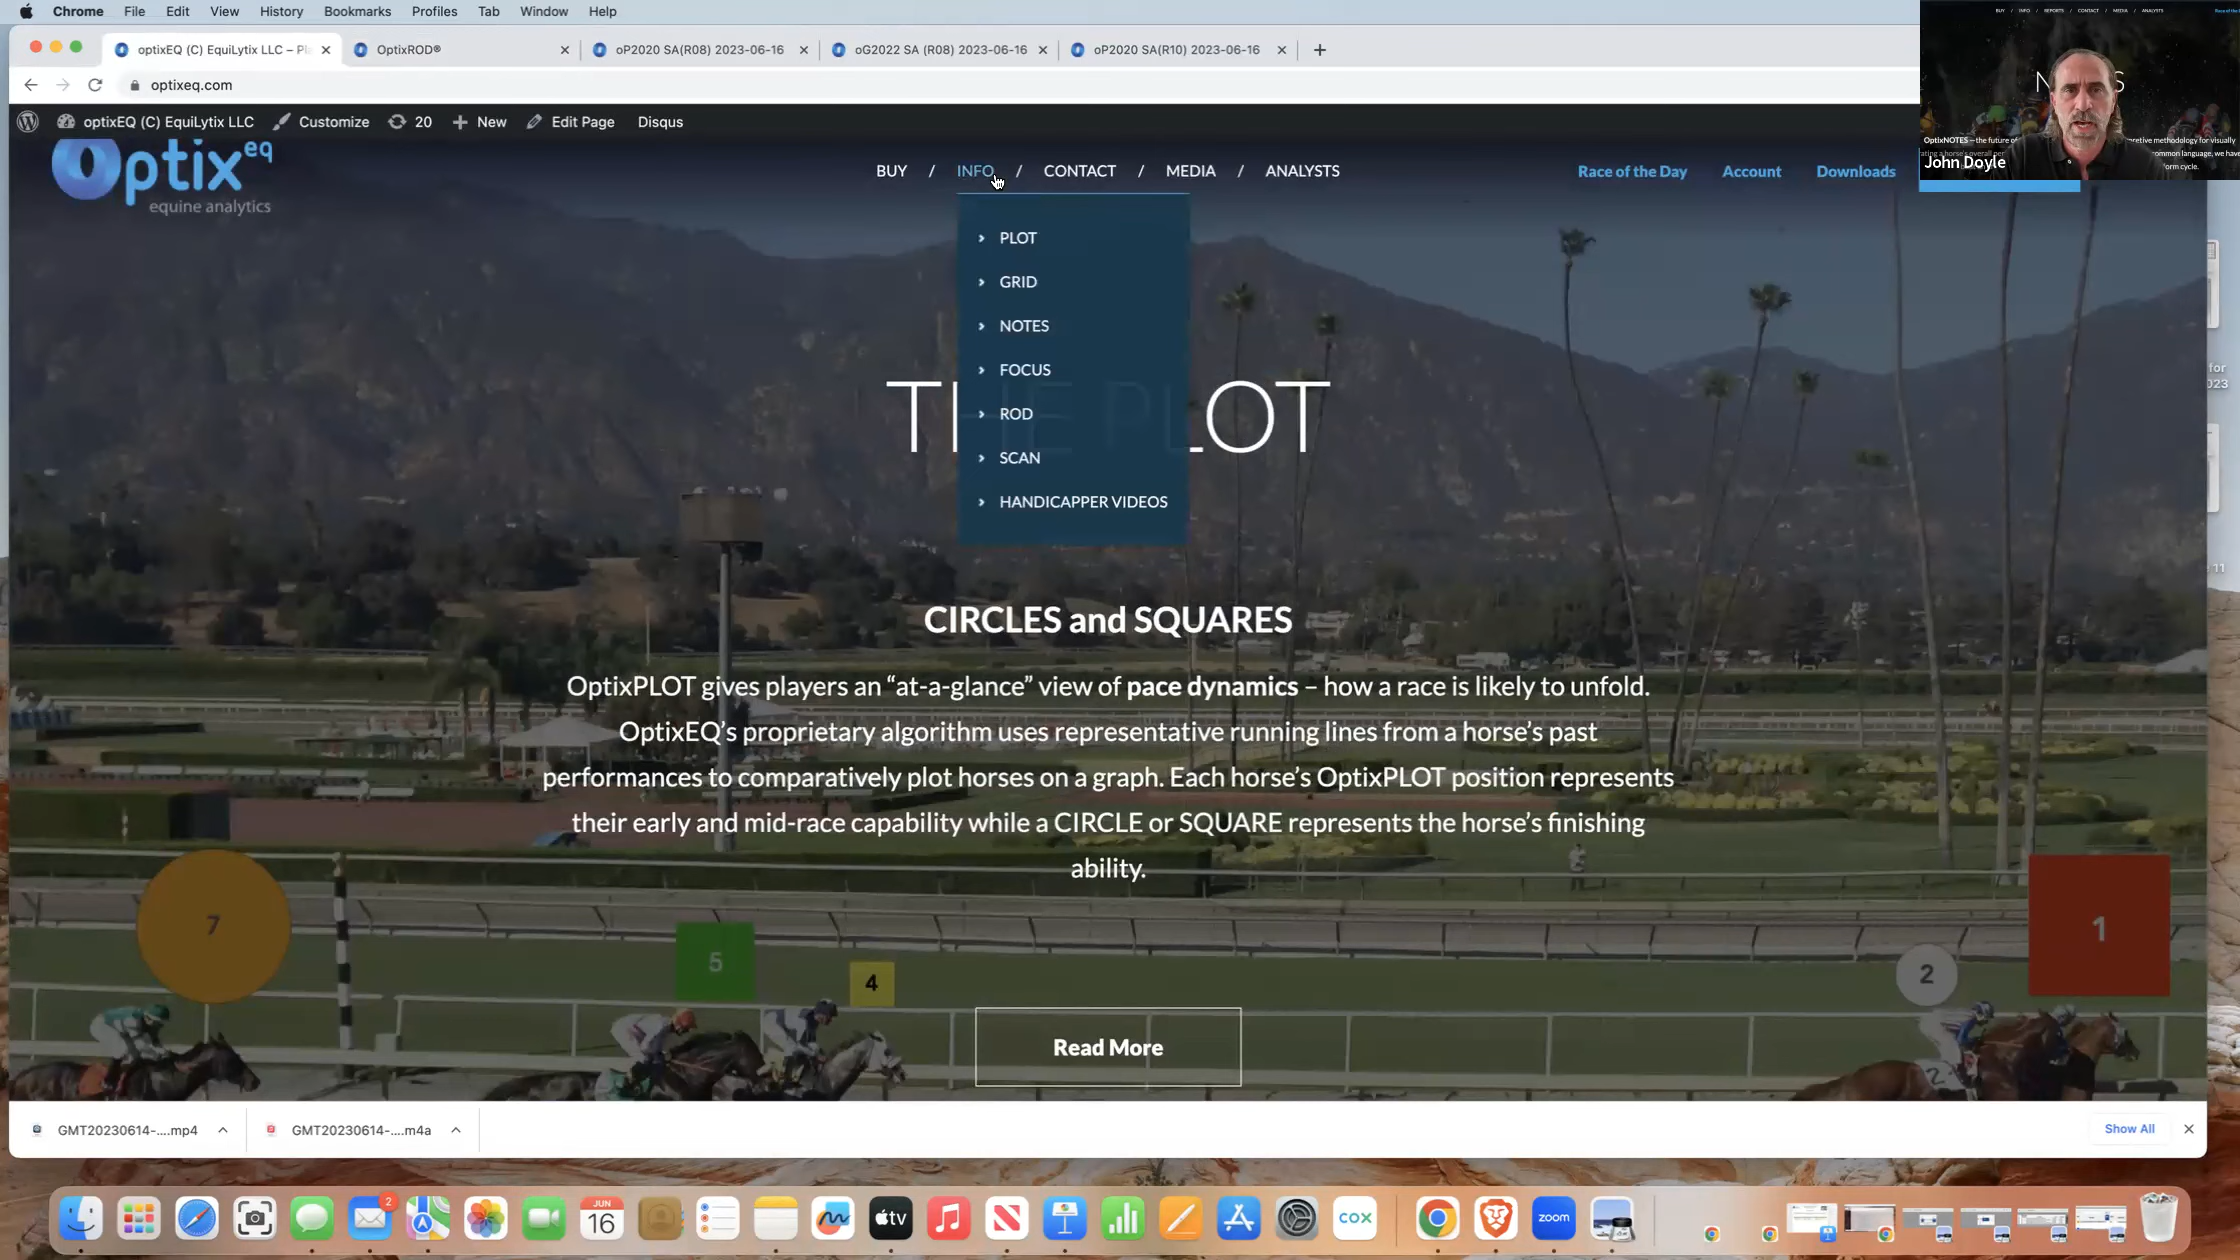 Chrome File Edit View History Bookmarks Profiles Tab Window Help
optixEQ (C) EquiLytix LLC – Pl
OptixROD®
oP2020 SA(R08) 2023-06-16
oG2022 SA (R08) 2023-06-16
oP2020 SA(R10) 2023-06-16
optixeq.com
optixEQ (C) EquiLytix LLC Customize 20 New Edit Page Disqus
John Doyle
Optix eq
equine analytics
BUY / INFO / CONTACT / MEDIA / ANALYSTS
Race of the Day Account Downloads
PLOT
GRID
NOTES
FOCUS
ROD
SCAN
HANDICAPPER VIDEOS
THE PLOT
CIRCLES and SQUARES
OptixPLOT gives players an “at-a-glance” view of pace dynamics – how a race is likely to unfold.
OptixEQ’s proprietary algorithm uses representative running lines from a horse’s past
performances to comparatively plot horses on a graph. Each horse’s OptixPLOT position represents
their early and mid-race capability while a CIRCLE or SQUARE represents the horse’s finishing
ability.
7
5
4
2
1
2
Read More
GMT20230614-....mp4
GMT20230614-....m4a
Show All
2
JUN
16
tv
COX
zoom